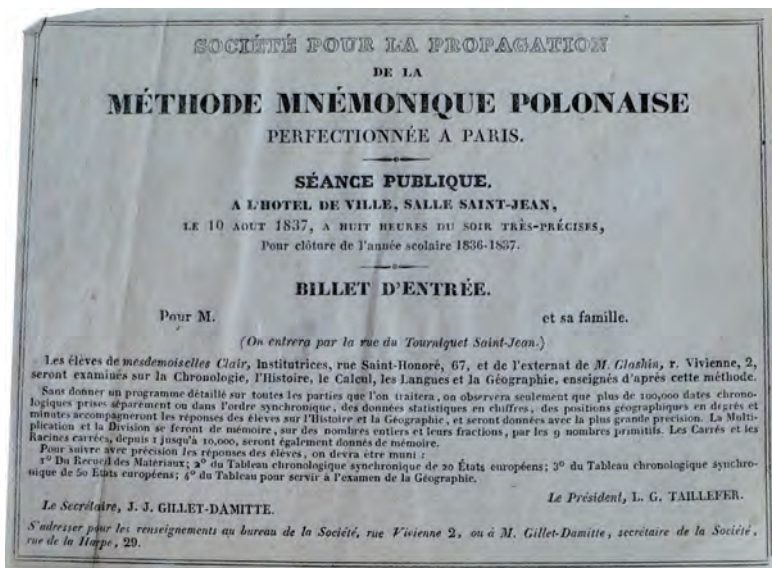 SOCIÉTÉ POUR LA PROPAGATION
DE LA
MÉTHODE MNÉMONIQUE POLONAISE
PERFECTIONNÉE A PARIS.
SÉANCE PUBLIQUE.
A L'HOTEL DE VILLE, SALLE SAINT-JEAN,
LE 10 AOUT 1837, A HUIT HEURES DU SOIR TRÈS-PRÉCISES,
Pour clôture de l'année scolaire 1836-1837.
BILLET D'ENTRÉE.
Pour M. et sa famille.
(On entrera par la rue du Tourniquet Saint-Jean.)
Les élèves de mesdemoiselles Clair, Institutrices, rue Saint-Honoré, 67, et de l'externat de M. Glashin, r. Vivienne, 2,
seront examinés sur la Chronologie, l'Histoire, le Calcul, les Langues et la Géographie, enseignés d'après cette méthode.
Sans donner un programme détaillé sur toutes les parties que l'on traitera, on observera seulement que plus de 100,000 dates chrono-
logiques prises séparément ou dans l'ordre synchronique, des données statistiques en chiffres, des positions géographiques en degrés et
minutes accompagneront les réponses des élèves sur l'Histoire et la Géographie, et seront données avec la plus grande précision. La Multi-
plication et la Division se feront de mémoire, sur des nombres entiers et leurs fractions, par les 9 nombres primitifs. Les Carrés et les
Racines carrées, depuis 1 jusqu'à 10,000, seront également donnés de mémoire.
Pour suivre avec précision les réponses des élèves, on devra être muni :
1° Du Recueil des Matériaux; 2° du Tableau chronologique synchronique de 20 États européens; 3° du Tableau chronologique synchro-
nique de 50 États européens; 4° du Tableau pour servir à l'examen de la Géographie.
Le Président, L. G. TAILLEFER.
Le Secrétaire, J. J. GILLET-DAMITTE.
S'adresser pour les renseignements au bureau de la Société, rue Vivienne 2, ou à M. Gillet-Damitte, secrétaire de la Société,
rue de la Harpe, 29.